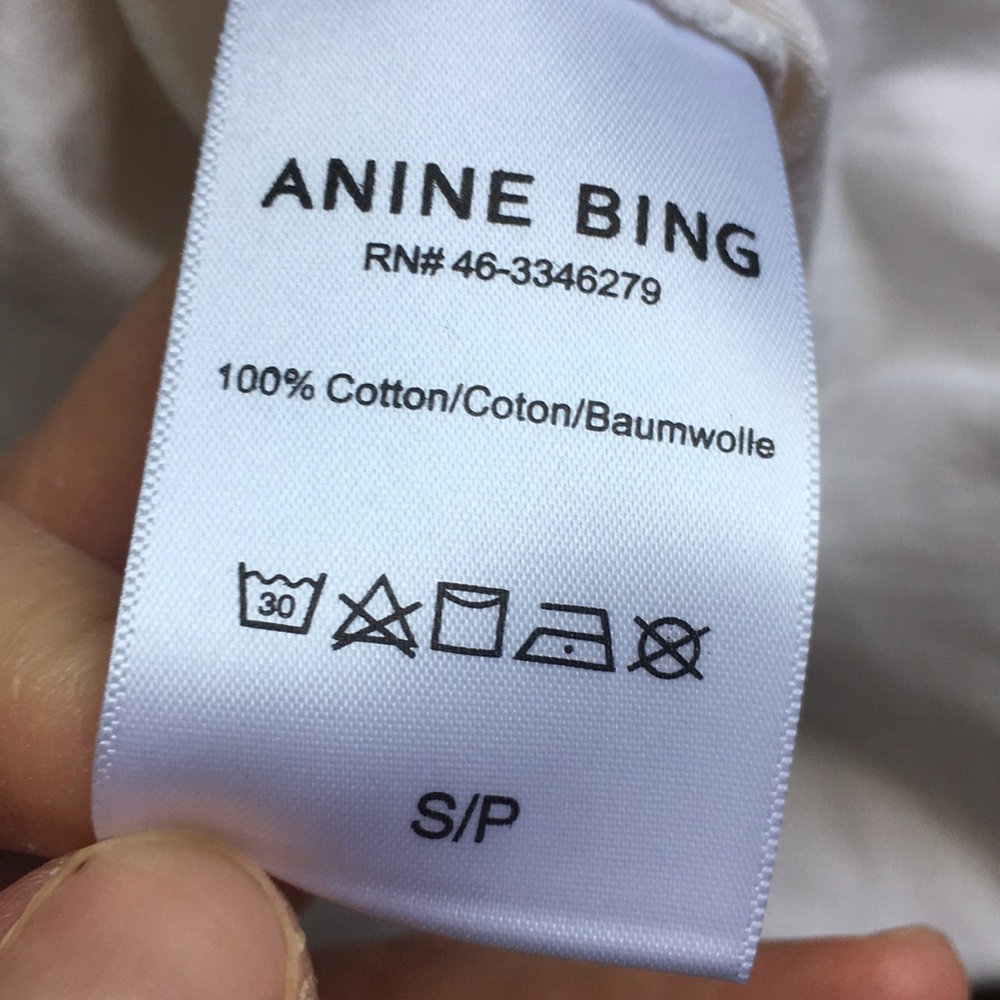 ANINE BING
RN# 46-3346279
100% Cotton/Coton/Baumwolle
30
S/P